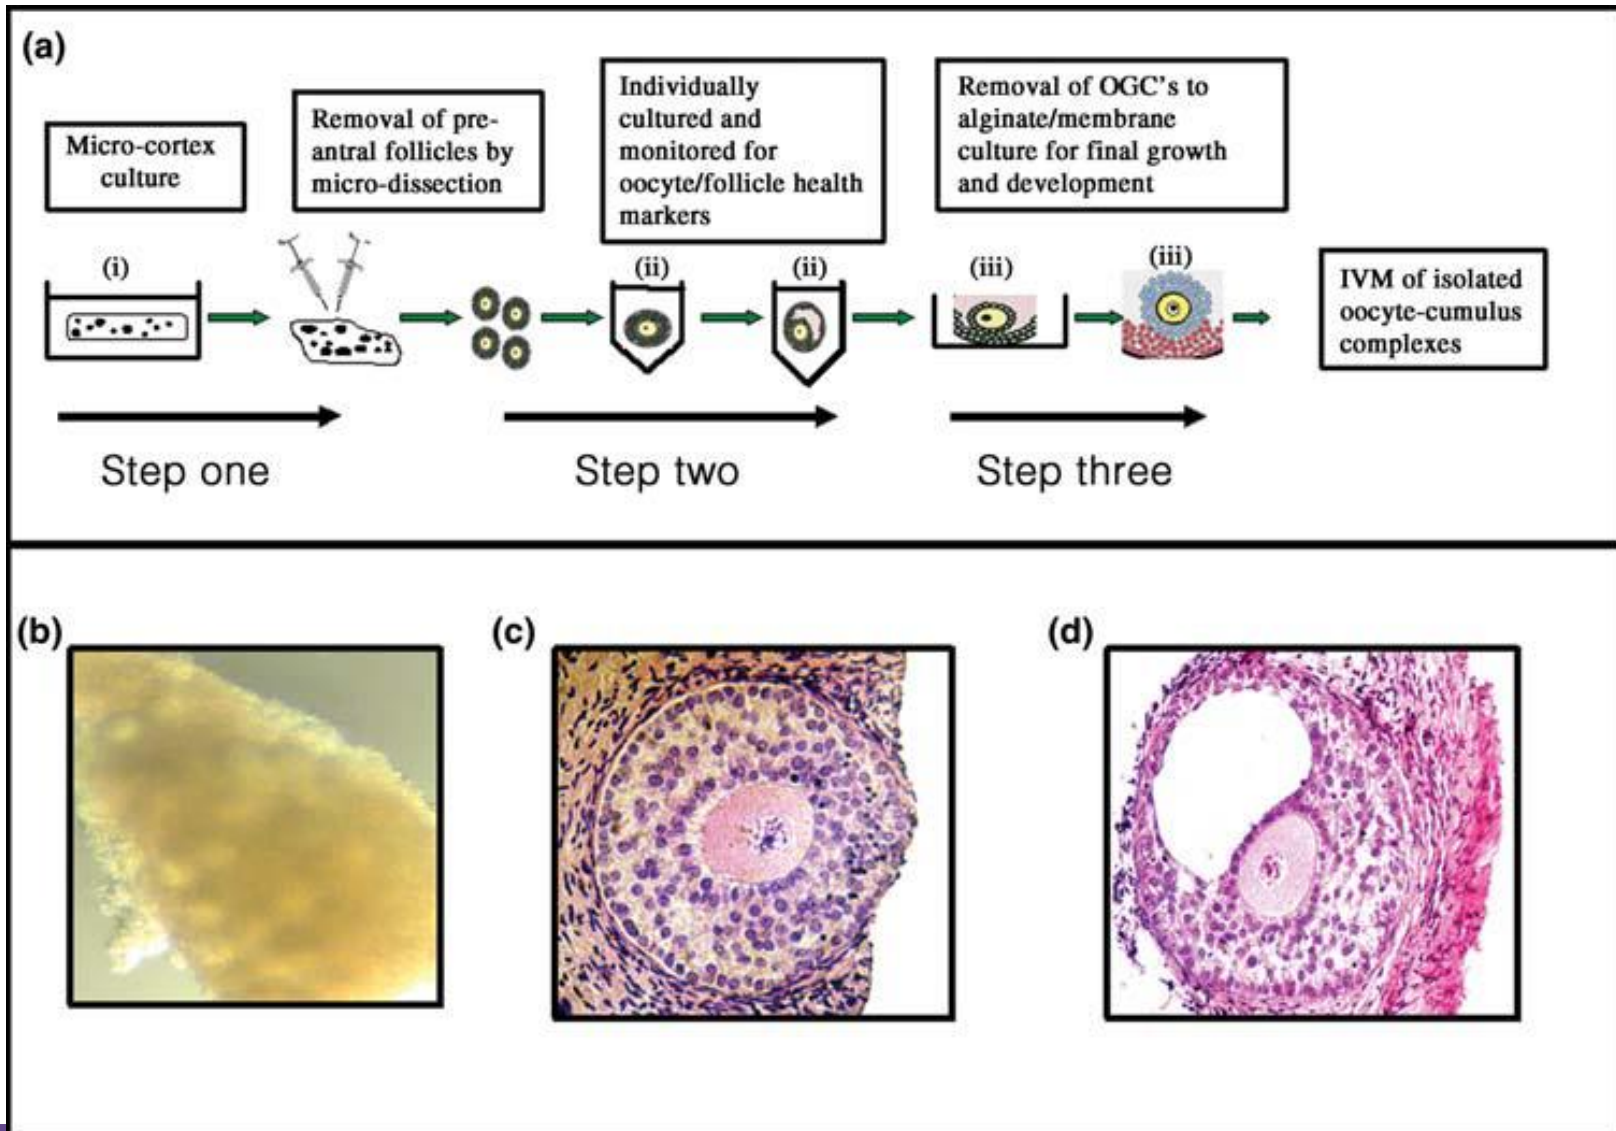 (a)
Micro-cortex
culture
Removal of pre-
antral follicles by
micro-dissection
Individually
cultured and
monitored for
oocyte/follicle health
markers
Removal of OGC's to
alginate/membrane
culture for final growth
and development
(i)
(ii)
(ii)
(iii)
(iii)
IVM of isolated
oocyte-cumulus
complexes
Step one
Step two
Step three
(b)
(c)
(d)